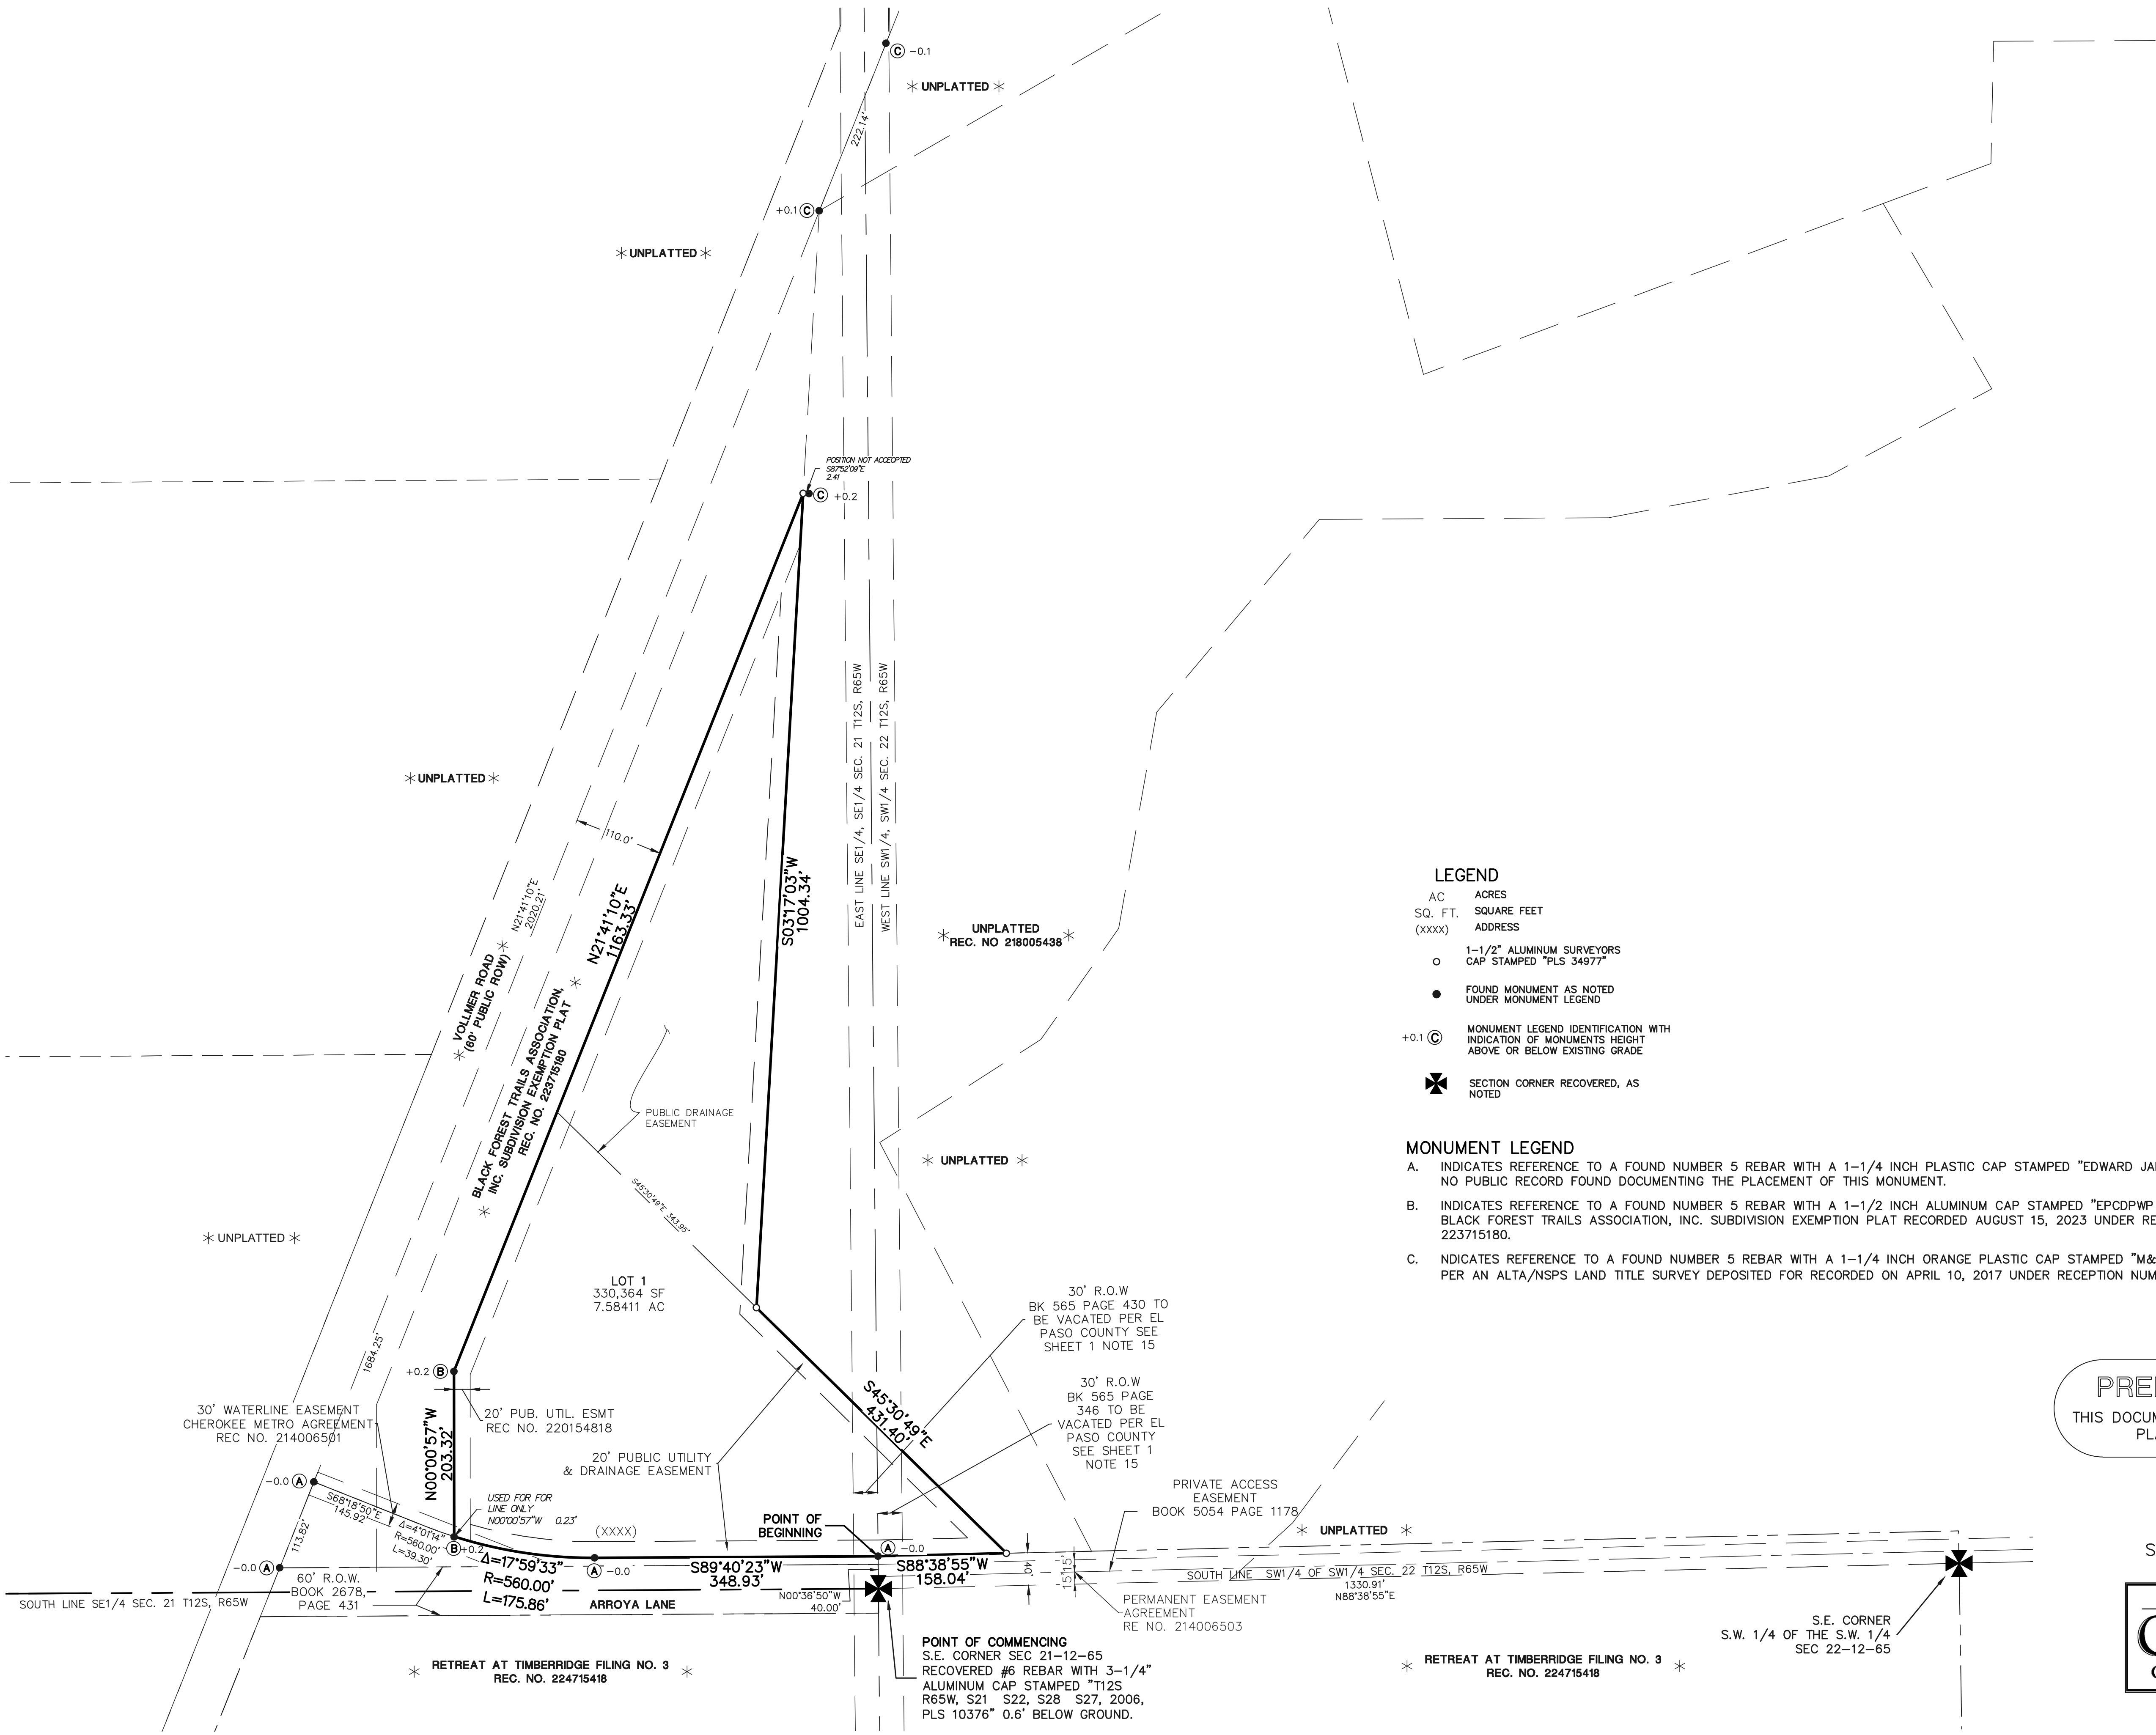 C -0.1
✳ UNPLATTED ✳
222.14'
+0.1 C
✳ UNPLATTED ✳
POSITION NOT ACCECPTED
S87°52'09"E
2.41'
C +0.2
✳ UNPLATTED ✳
110.0'
EAST LINE SE1/4, SE1/4 SEC. 21 T12S, R65W
WEST LINE SW1/4, SW1/4 SEC. 22 T12S, R65W
S03°17'03"W
1004.34'
N21°41'10"E
1163.33'
N21°41'10"E
2020.21'
✳ VOLLMER ROAD ✳
(60' PUBLIC ROW)
BLACK FOREST TRAILS ASSOCIATION,
✳ INC. SUBDIVISION EXEMPTION PLAT ✳
REC. NO. 223715180
UNPLATTED
✳ REC. NO 218005438 ✳
PUBLIC DRAINAGE
EASEMENT
✳ UNPLATTED ✳
S45°30'49"E 343.95'
✳ UNPLATTED ✳
LOT 1
330,364 SF
7.58411 AC
1684.25'
+0.2 B
30' WATERLINE EASEMENT
CHEROKEE METRO AGREEMENT
REC NO. 214006501
N00°00'57"W
203.32'
20' PUB. UTIL. ESMT
REC NO. 220154818
20' PUBLIC UTILITY
& DRAINAGE EASEMENT
S45°30'49"E
431.40'
30' R.O.W
BK 565 PAGE 430 TO
BE VACATED PER EL
PASO COUNTY SEE
SHEET 1 NOTE 15
30' R.O.W
BK 565 PAGE
346 TO BE
VACATED PER EL
PASO COUNTY
SEE SHEET 1
NOTE 15
PRIVATE ACCESS
EASEMENT
BOOK 5054 PAGE 1178
-0.0 A
S68°18'50"E
145.92'
113.82'
Δ=4°01'14"
R=560.00'
L=39.30'
USED FOR FOR
LINE ONLY
N00°00'57"W 0.23'
(XXXX)
POINT OF
BEGINNING
A -0.0
✳ UNPLATTED ✳
B +0.2
-0.0 A
Δ=17°59'33"
R=560.00'
L=175.86'
A -0.0
S89°40'23"W
348.93'
S88°38'55"W
158.04'
40'
15'
15'
60' R.O.W.
BOOK 2678,
PAGE 431
SOUTH LINE SE1/4 SEC. 21 T12S, R65W
ARROYA LANE
N00°36'50"W
40.00'
SOUTH LINE SW1/4 OF SW1/4 SEC. 22 T12S, R65W
1330.91'
N88°38'55"E
PERMANENT EASEMENT
AGREEMENT
RE NO. 214006503
S.E. CORNER
S.W. 1/4 OF THE S.W. 1/4
SEC 22-12-65
POINT OF COMMENCING
S.E. CORNER SEC 21-12-65
RECOVERED #6 REBAR WITH 3-1/4"
ALUMINUM CAP STAMPED "T12S
R65W, S21 S22, S28 S27, 2006,
PLS 10376" 0.6' BELOW GROUND.
✳ RETREAT AT TIMBERRIDGE FILING NO. 3 ✳
REC. NO. 224715418
✳ RETREAT AT TIMBERRIDGE FILING NO. 3 ✳
REC. NO. 224715418
LEGEND
AC ACRES
SQ. FT. SQUARE FEET
(XXXX) ADDRESS
1-1/2" ALUMINUM SURVEYORS
CAP STAMPED "PLS 34977"
FOUND MONUMENT AS NOTED
UNDER MONUMENT LEGEND
+0.1 C MONUMENT LEGEND IDENTIFICATION WITH
INDICATION OF MONUMENTS HEIGHT
ABOVE OR BELOW EXISTING GRADE
SECTION CORNER RECOVERED, AS
NOTED
MONUMENT LEGEND
A. INDICATES REFERENCE TO A FOUND NUMBER 5 REBAR WITH A 1-1/4 INCH PLASTIC CAP STAMPED "EDWARD
NO PUBLIC RECORD FOUND DOCUMENTING THE PLACEMENT OF THIS MONUMENT.
B. INDICATES REFERENCE TO A FOUND NUMBER 5 REBAR WITH A 1-1/2 INCH ALUMINUM CAP STAMPED "EPCDPWP
BLACK FOREST TRAILS ASSOCIATION, INC. SUBDIVISION EXEMPTION PLAT RECORDED AUGUST 15, 2023 UNDER RE
223715180.
C. NDICATES REFERENCE TO A FOUND NUMBER 5 REBAR WITH A 1-1/4 INCH ORANGE PLASTIC CAP STAMPED "M&
PER AN ALTA/NSPS LAND TITLE SURVEY DEPOSITED FOR RECORDED ON APRIL 10, 2017 UNDER RECEPTION NUM
THIS DOCUM